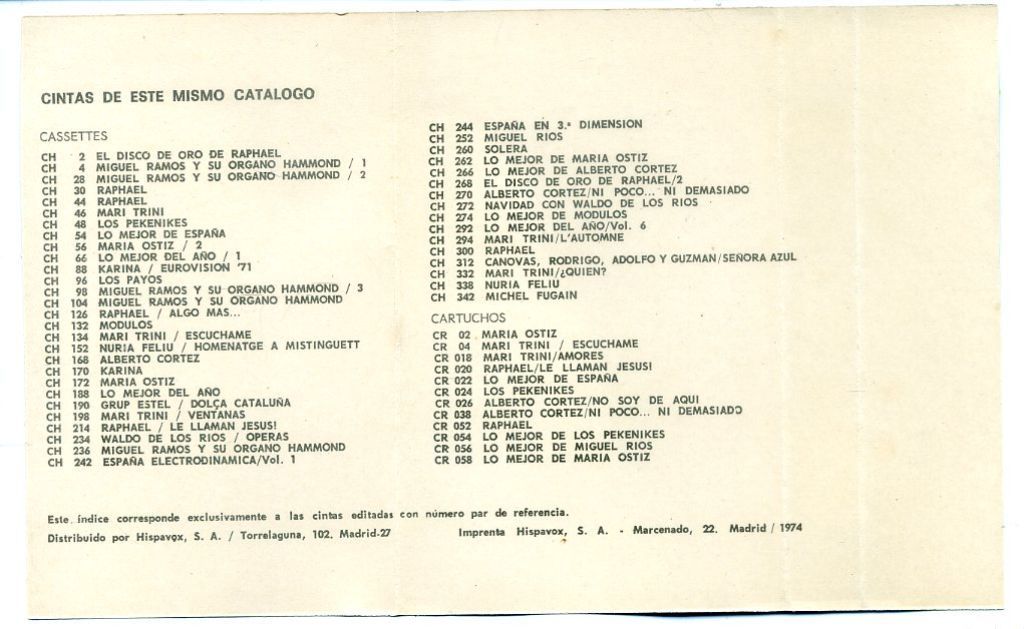 CINTAS DE ESTE MISMO CATALOGO
CASSETTES
CH 2 EL DISCO DE ORO DE RAPHAEL
CH 4 MIGUEL RAMOS Y SU ORGANO HAMMOND / 1
CH 28 MIGUEL RAMOS Y SU ORGANO HAMMOND / 2
CH 30 RAPHAEL
CH 44 RAPHAEL
CH 46 MARI TRINI
CH 48 LOS PEKENIKES
CH 54 LO MEJOR DE ESPAÑA
CH 56 MARIA OSTIZ / 2
CH 66 LO MEJOR DEL AÑO / 1
CH 88 KARINA / EUROVISION '71
CH 96 LOS PAYOS
CH 98 MIGUEL RAMOS Y SU ORGANO HAMMOND / 3
CH 104 MIGUEL RAMOS Y SU ORGANO HAMMOND
CH 126 RAPHAEL / ALGO MAS...
CH 132 MODULOS
CH 134 MARI TRINI / ESCUCHAME
CH 152 NURIA FELIU / HOMENATGE A MISTINGUETT
CH 168 ALBERTO CORTEZ
CH 170 KARINA
CH 172 MARIA OSTIZ
CH 188 LO MEJOR DEL AÑO
CH 190 GRUP ESTEL / DOLÇA CATALUÑA
CH 198 MARI TRINI / VENTANAS
CH 214 RAPHAEL / LE LLAMAN JESUS!
CH 234 WALDO DE LOS RIOS / OPERAS
CH 236 MIGUEL RAMOS Y SU ORGANO HAMMOND
CH 242 ESPAÑA ELECTRODINAMICA/Vol. 1
CH 244 ESPAÑA EN 3.ª DIMENSION
CH 252 MIGUEL RIOS
CH 260 SOLERA
CH 262 LO MEJOR DE MARIA OSTIZ
CH 266 LO MEJOR DE ALBERTO CORTEZ
CH 268 EL DISCO DE ORO DE RAPHAEL/2
CH 270 ALBERTO CORTEZ/NI POCO... NI DEMASIADO
CH 272 NAVIDAD CON WALDO DE LOS RIOS
CH 274 LO MEJOR DE MODULOS
CH 292 LO MEJOR DEL AÑO/Vol. 6
CH 294 MARI TRINI/L'AUTOMNE
CH 300 RAPHAEL
CH 312 CANOVAS, RODRIGO, ADOLFO Y GUZMAN/SEÑORA AZUL
CH 332 MARI TRINI/¿QUIEN?
CH 338 NURIA FELIU
CH 342 MICHEL FUGAIN
CARTUCHOS
CR 02 MARIA OSTIZ
CR 04 MARI TRINI / ESCUCHAME
CR 018 MARI TRINI/AMORES
CR 020 RAPHAEL/LE LLAMAN JESUS!
CR 022 LO MEJOR DE ESPAÑA
CR 024 LOS PEKENIKES
CR 026 ALBERTO CORTEZ/NO SOY DE AQUI
CR 038 ALBERTO CORTEZ/NI POCO... NI DEMASIADO
CR 052 RAPHAEL
CR 054 LO MEJOR DE LOS PEKENIKES
CR 056 LO MEJOR DE MIGUEL RIOS
CR 058 LO MEJOR DE MARIA OSTIZ
Este índice corresponde exclusivamente a las cintas editadas con número par de referencia.
Distribuido por Hispavox, S. A. / Torrelaguna, 102. Madrid-27
Imprenta Hispavox, S. A. - Marcenado, 22. Madrid / 1974